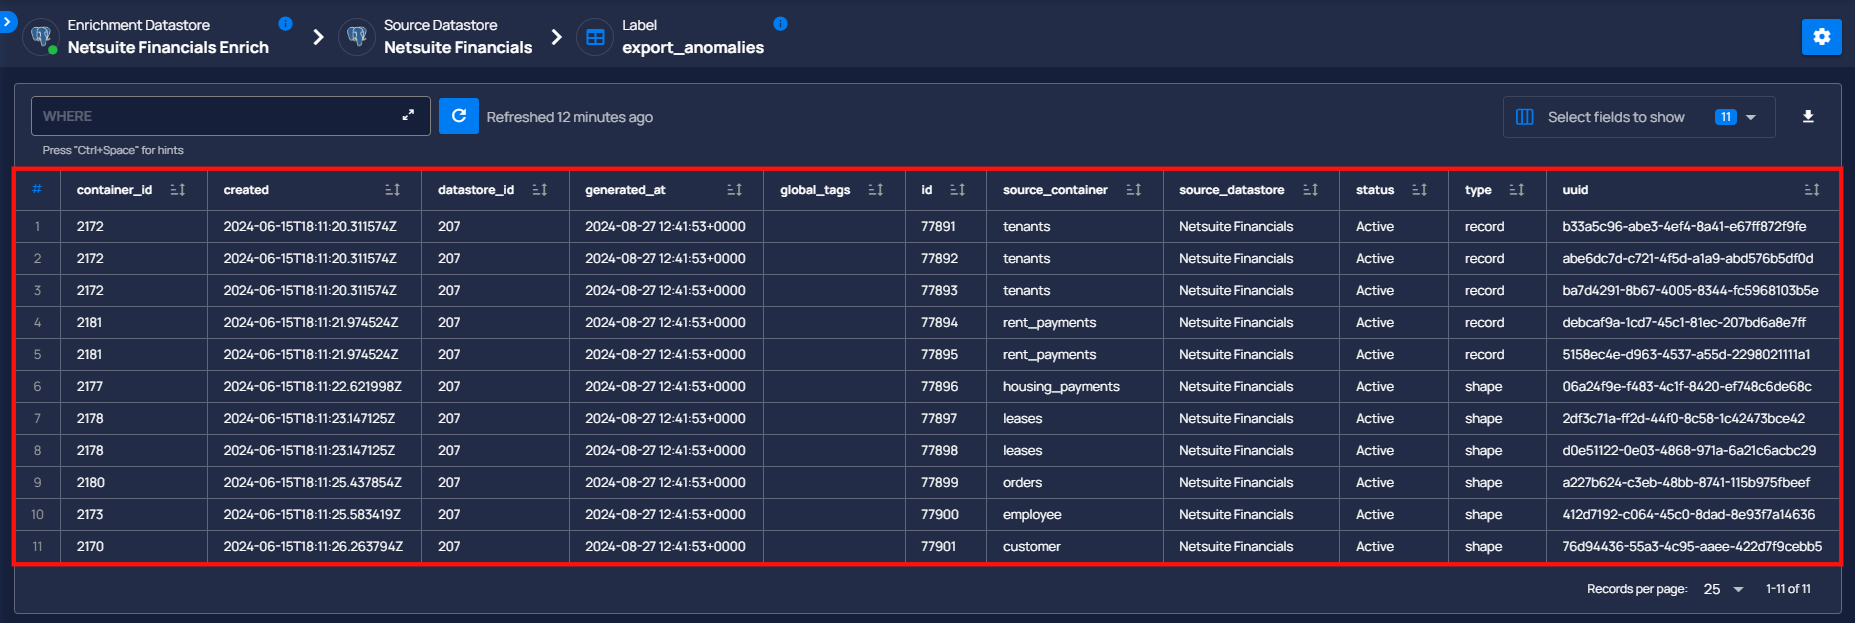 Enrichment Datastore
Netsuite Financials Enrich
Source Datastore
Netsuite Financials
Label
export_anomalies
WHERE
Refreshed 12 minutes ago
Select fields to show 11
Press "Ctrl+Space" for hints
# container_id created datastore_id generated_at global_tags id source_container source_datastore status type uuid
1 2172 2024-06-15T18:11:20.311574Z 207 2024-08-27 12:41:53+0000 77891 tenants Netsuite Financials Active record b33a5c96-abe3-4ef4-8a41-e67ff872f9fe
2 2172 2024-06-15T18:11:20.311574Z 207 2024-08-27 12:41:53+0000 77892 tenants Netsuite Financials Active record abe6dc7d-c721-4f5d-a1a9-abd576b5df0d
3 2172 2024-06-15T18:11:20.311574Z 207 2024-08-27 12:41:53+0000 77893 tenants Netsuite Financials Active record ba7d4291-8b67-4005-8344-fc5968103b5e
4 2181 2024-06-15T18:11:21.974524Z 207 2024-08-27 12:41:53+0000 77894 rent_payments Netsuite Financials Active record debcaf9a-1cd7-45c1-81ec-207bd6a8e7ff
5 2181 2024-06-15T18:11:21.974524Z 207 2024-08-27 12:41:53+0000 77895 rent_payments Netsuite Financials Active record 5158ec4e-d963-4537-a55d-2298021111a1
6 2177 2024-06-15T18:11:22.621998Z 207 2024-08-27 12:41:53+0000 77896 housing_payments Netsuite Financials Active shape 06a24f9e-f483-4c1f-8420-ef748c6de68c
7 2178 2024-06-15T18:11:23.147125Z 207 2024-08-27 12:41:53+0000 77897 leases Netsuite Financials Active shape 2df3c71a-ff2d-44f0-8c58-1c42473bce42
8 2178 2024-06-15T18:11:23.147125Z 207 2024-08-27 12:41:53+0000 77898 leases Netsuite Financials Active shape d0e51122-0e03-4868-971a-6a21c6acbc29
9 2180 2024-06-15T18:11:25.437854Z 207 2024-08-27 12:41:53+0000 77899 orders Netsuite Financials Active shape a227b624-c3eb-48bb-8741-115b975fbeef
10 2173 2024-06-15T18:11:25.583419Z 207 2024-08-27 12:41:53+0000 77900 employee Netsuite Financials Active shape 412d7192-c064-45c0-8dad-8e93f7a14636
11 2170 2024-06-15T18:11:26.263794Z 207 2024-08-27 12:41:53+0000 77901 customer Netsuite Financials Active shape 76d94436-55a3-4c95-aaee-422d7f9cebb5
Records per page: 25 1-11 of 11